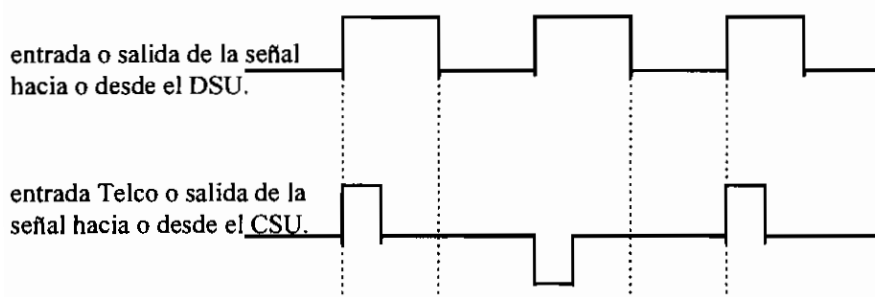 entrada o salida de la señal
hacia o desde el DSU.
entrada Telco o salida de la
señal hacia o desde el CSU.